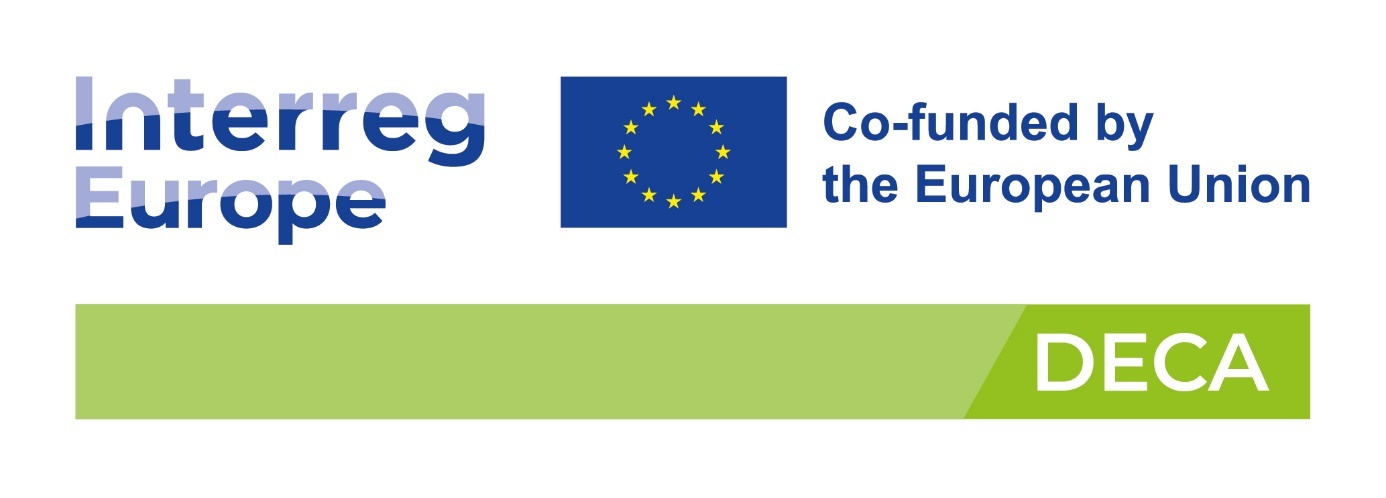 Interreg
Europe
Co-funded by
the European Union
DECA